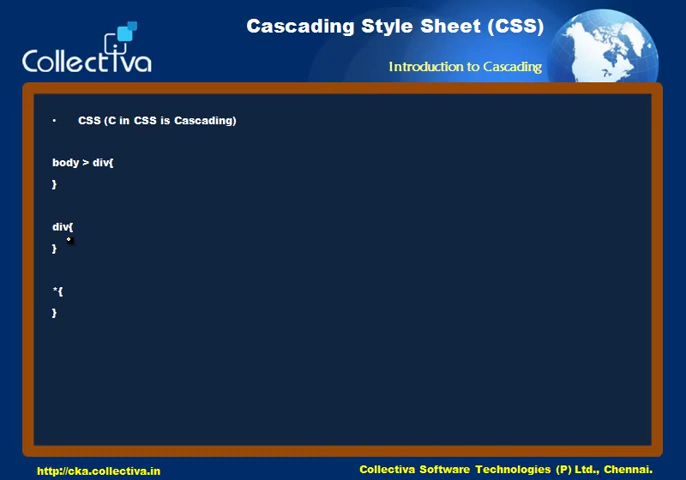 Collectiva
Cascading Style Sheet (CSS)
Introduction to Cascading
• CSS (C in CSS is Cascading)
body > div{
}
div{
}
*{
}
http://cka.collectiva.in
Collectiva Software Technologies (P) Ltd., Chennai.